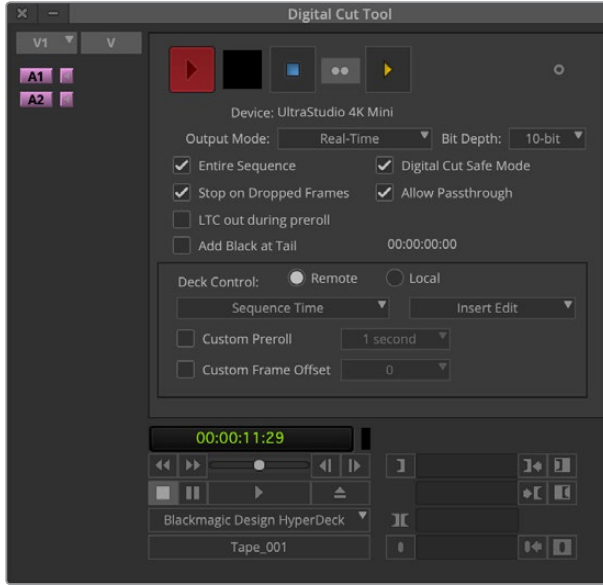 Digital Cut Tool
V1 V
A1
A2
Device: UltraStudio 4K Mini
Output Mode: Real-Time Bit Depth: 10-bit
Entire Sequence Digital Cut Safe Mode
Stop on Dropped Frames Allow Passthrough
LTC out during preroll
Add Black at Tail 00:00:00:00
Deck Control: Remote Local
Sequence Time Insert Edit
Custom Preroll 1 second
Custom Frame Offset 0
00:00:11:29
Blackmagic Design HyperDeck
Tape_001